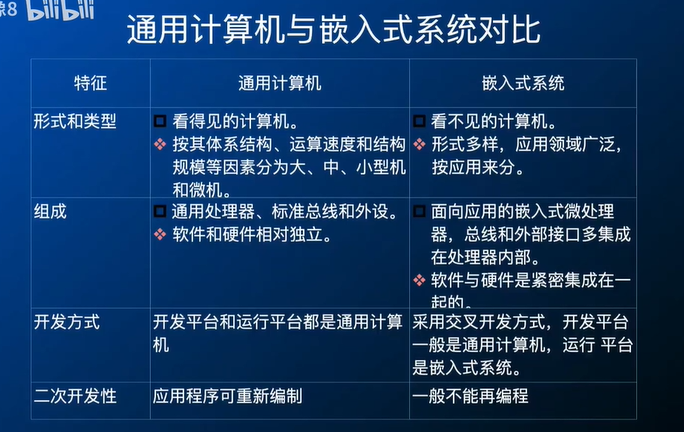 像8 bilibili
通用计算机与嵌入式系统对比
特征
通用计算机
嵌入式系统
形式和类型
看得见的计算机。
按其体系结构、运算速度和结构
规模等因素分为大、中、小型机
和微机。
看不见的计算机。
形式多样，应用领域广泛，
按应用来分。
组成
通用处理器、标准总线和外设。
软件和硬件相对独立。
面向应用的嵌入式微处理
器，总线和外部接口多集成
在处理器内部。
软件与硬件是紧密集成在一
起的。
开发方式
开发平台和运行平台都是通用计算
机
采用交叉开发方式，开发平台
一般是通用计算机，运行 平台
是嵌入式系统。
二次开发性
应用程序可重新编制
一般不能再编程